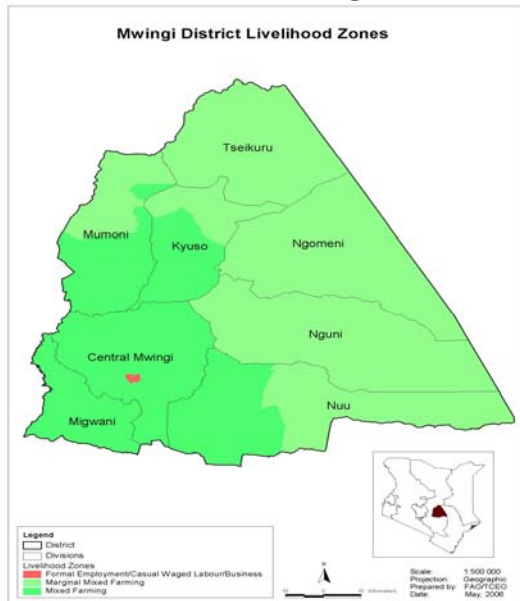 Mwingi District Livelihood Zones
Tseikuru
Mumoni
Kyuso
Ngomeni
Nguni
Central Mwingi
Nuu
Migwani
Legend
District
Divisions
Livelihood Zones
Formal Employment/Casual Waged Labour/Business
Marginal Mixed Farming
Mixed Farming
N
Scale: 1:500 000
Projection: Geographic
Prepared by: FAO/TCEO
Date: May, 2006